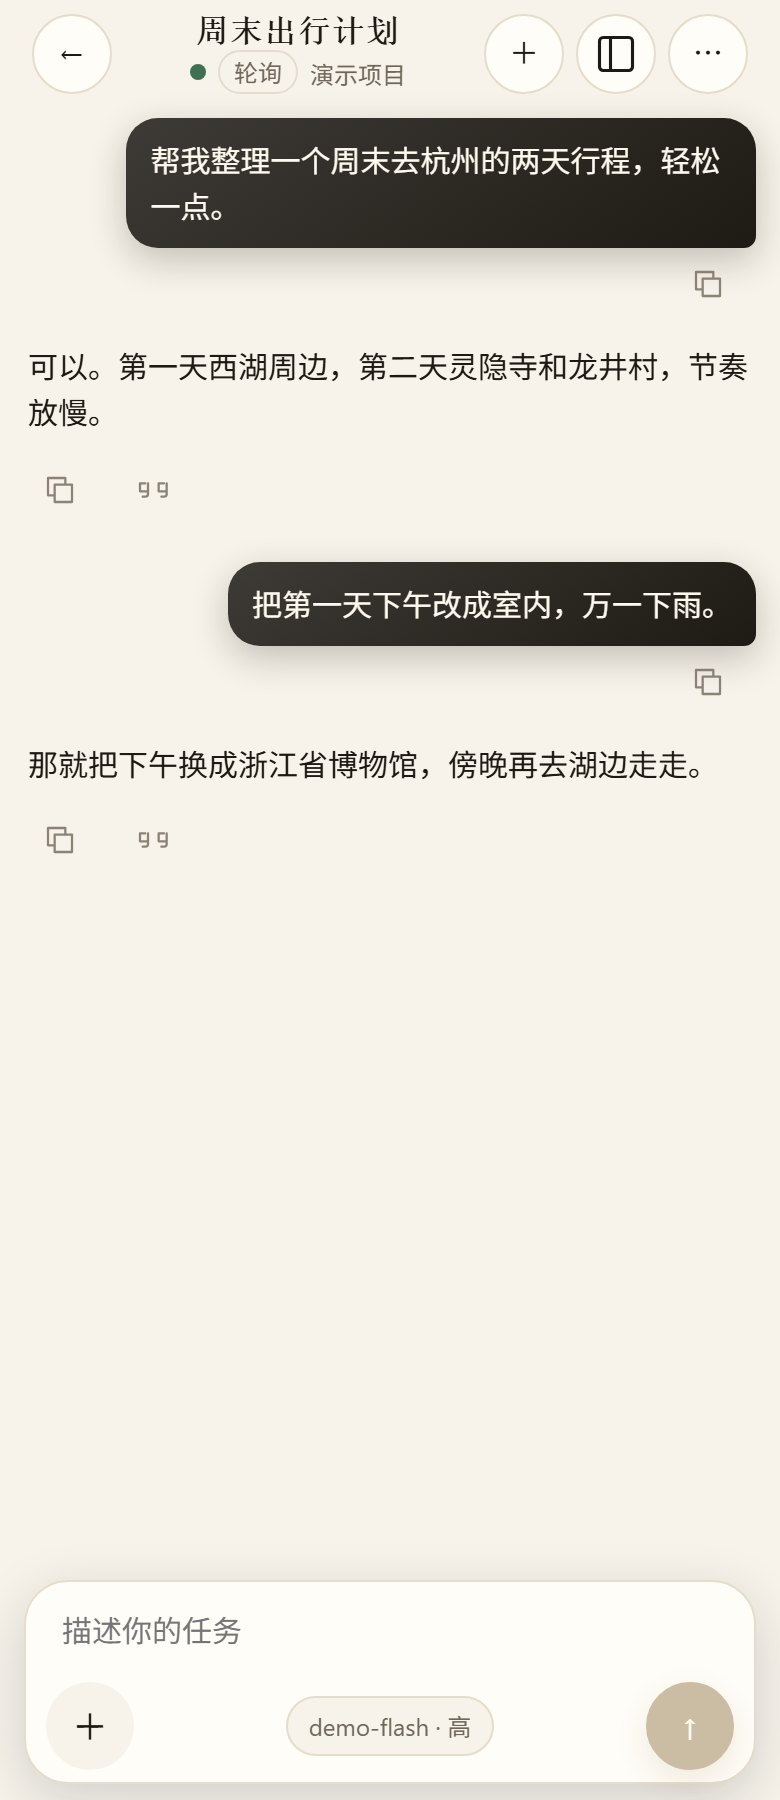 周末出行计划
轮询 演示项目
帮我整理一个周末去杭州的两天行程，轻松
一点。
可以。第一天西湖周边，第二天灵隐寺和龙井村，节奏
放慢。
把第一天下午改成室内，万一下雨。
那就把下午换成浙江省博物馆，傍晚再去湖边走走。
描述你的任务
demo-flash · 高